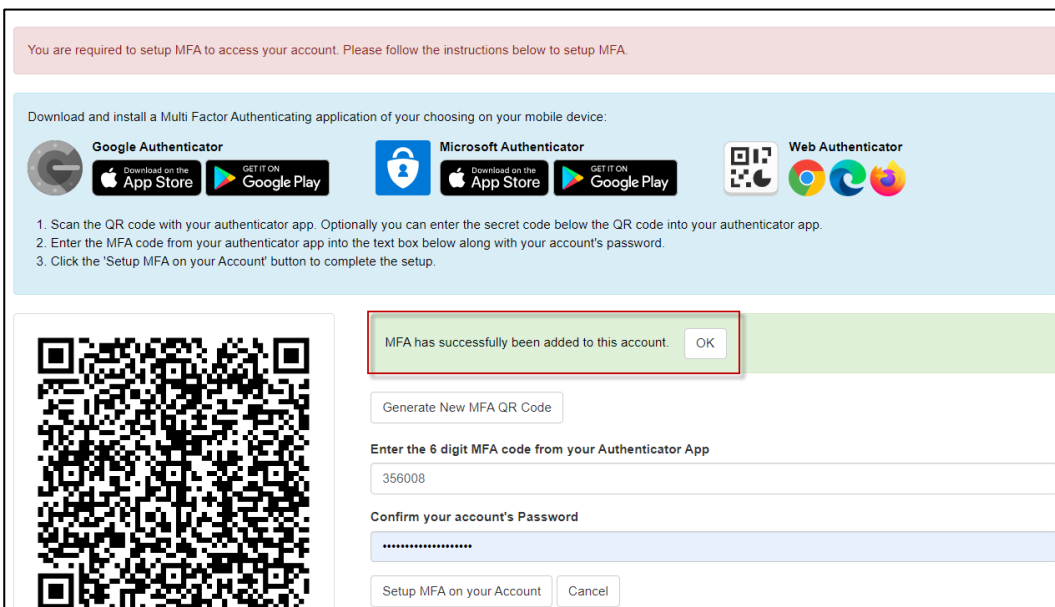 You are required to setup MFA to access your account. Please follow the instructions below to setup MFA.
Download and install a Multi Factor Authenticating application of your choosing on your mobile device:
Google Authenticator
Download on the App Store
GET IT ON Google Play
Microsoft Authenticator
Download on the App Store
GET IT ON Google Play
Web Authenticator
1. Scan the QR code with your authenticator app. Optionally you can enter the secret code below the QR code into your authenticator app.
2. Enter the MFA code from your authenticator app into the text box below along with your account's password.
3. Click the 'Setup MFA on your Account' button to complete the setup.
MFA has successfully been added to this account. OK
Generate New MFA QR Code
Enter the 6 digit MFA code from your Authenticator App
356008
Confirm your account's Password
••••••••••••••••••••
Setup MFA on your Account Cancel